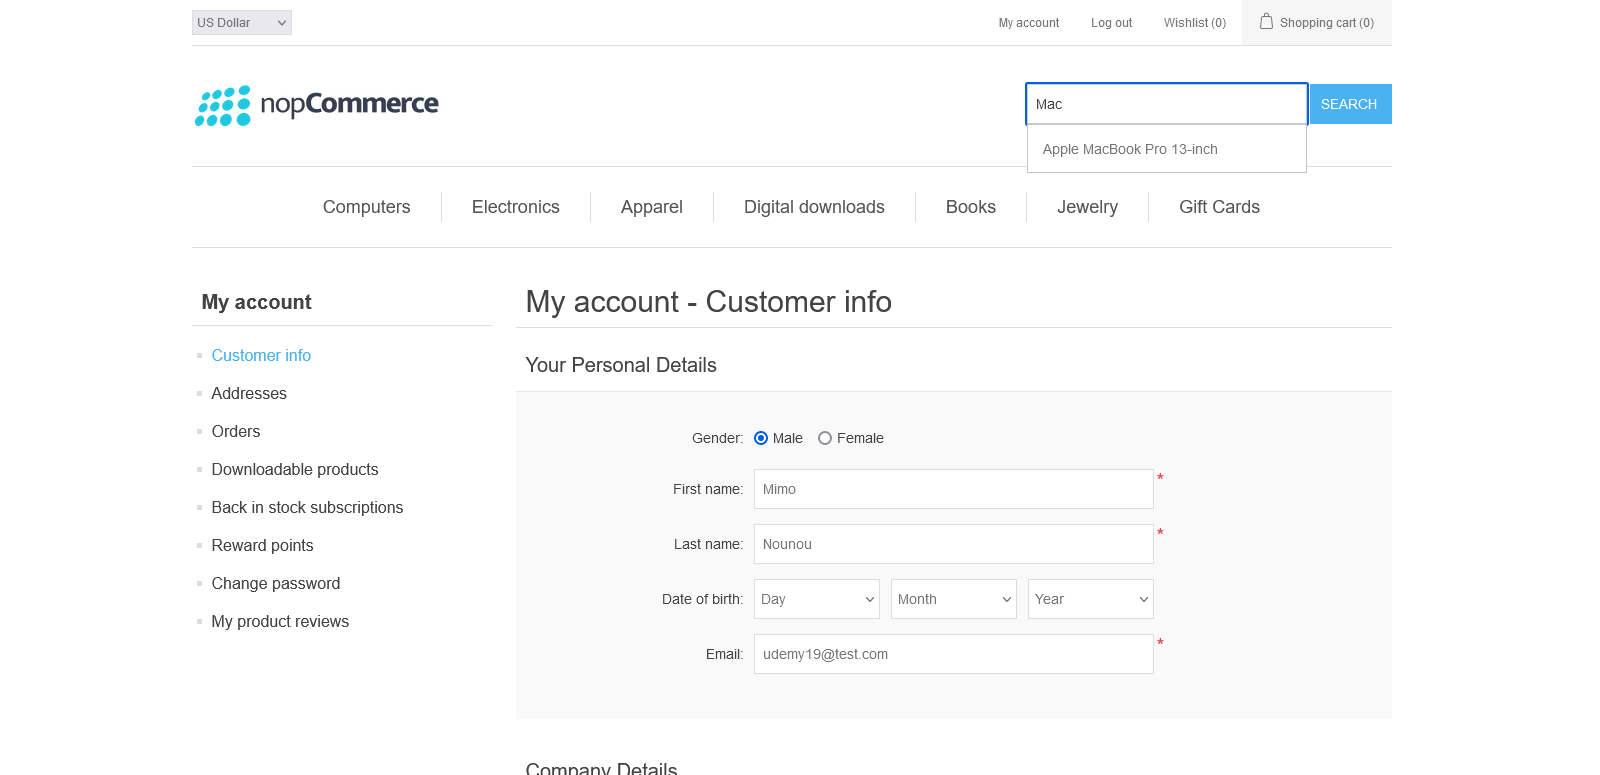 US Dollar
My account
Log out
Wishlist (0)
Shopping cart (0)
nopCommerce
Mac
SEARCH
Apple MacBook Pro 13-inch
Computers
Electronics
Apparel
Digital downloads
Books
Jewelry
Gift Cards
My account
Customer info
Addresses
Orders
Downloadable products
Back in stock subscriptions
Reward points
Change password
My product reviews
My account - Customer info
Your Personal Details
Gender: Male Female
First name: Mimo *
Last name: Nounou *
Date of birth: Day Month Year
Email: udemy19@test.com *
Company Details